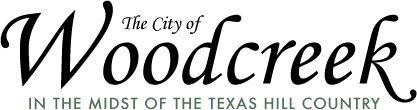 The City of
Woodcreek
IN THE MIDST OF THE TEXAS HILL COUNTRY